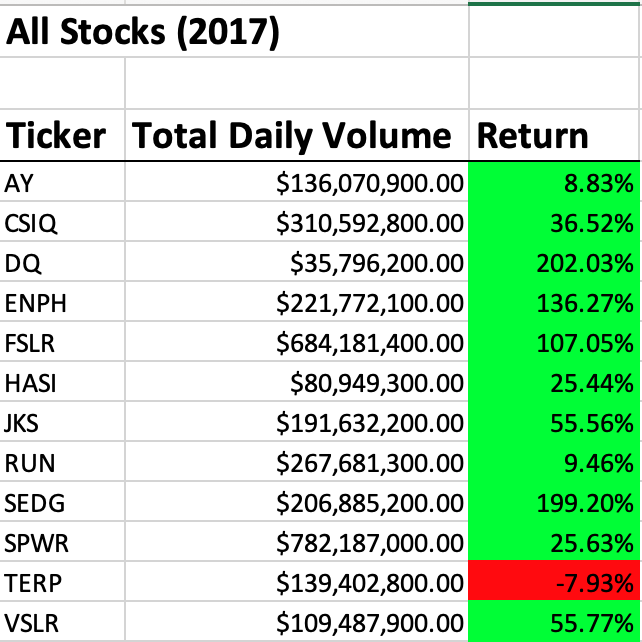 All Stocks (2017)
Ticker Total Daily Volume Return
AY $136,070,900.00 8.83%
CSIQ $310,592,800.00 36.52%
DQ $35,796,200.00 202.03%
ENPH $221,772,100.00 136.27%
FSLR $684,181,400.00 107.05%
HASI $80,949,300.00 25.44%
JKS $191,632,200.00 55.56%
RUN $267,681,300.00 9.46%
SEDG $206,885,200.00 199.20%
SPWR $782,187,000.00 25.63%
TERP $139,402,800.00 -7.93%
VSLR $109,487,900.00 55.77%